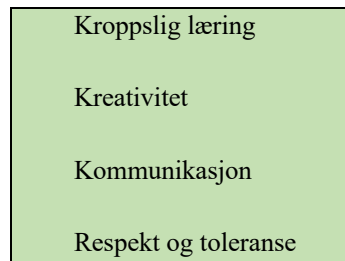 Kroppslig læring
Kreativitet
Kommunikasjon
Respekt og toleranse